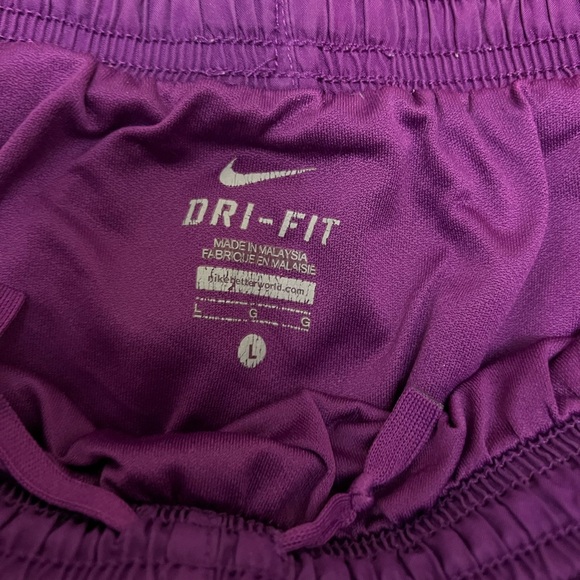 DRI-FIT
MADE IN MALAYSIA
FABRIQUE EN MALAISIE
nikebetterworld.com
L G G
L